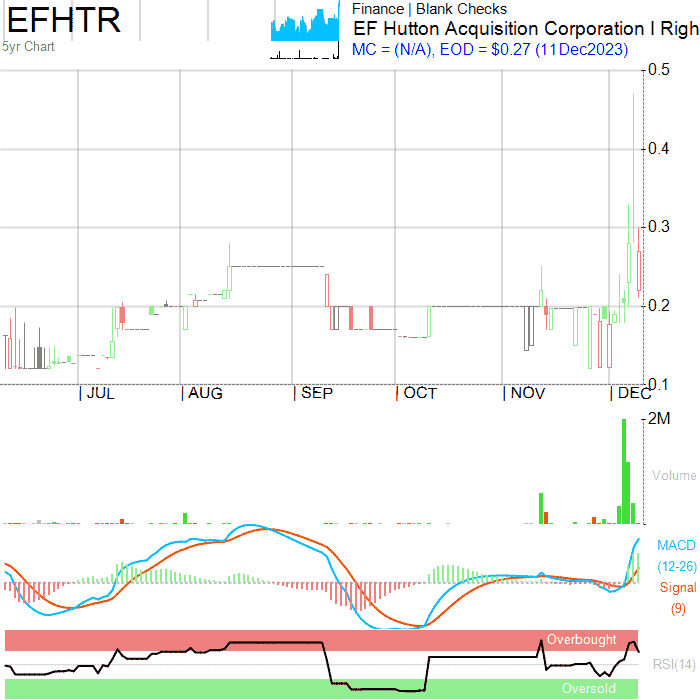 EFHTR
5yr Chart
Finance | Blank Checks
EF Hutton Acquisition Corporation I Righ
MC = (N/A), EOD = $0.27 (11Dec2023)
0.5
0.4
0.3
0.2
0.1
JUL
AUG
SEP
OCT
NOV
DEC
2M
Volume
MACD
(12-26)
Signal
(9)
Overbought
RSI(14)
Oversold